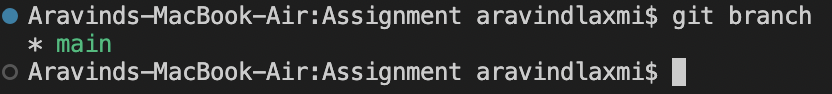 Aravinds-MacBook-Air:Assignment aravindlaxmi$ git branch
* main
Aravinds-MacBook-Air:Assignment aravindlaxmi$